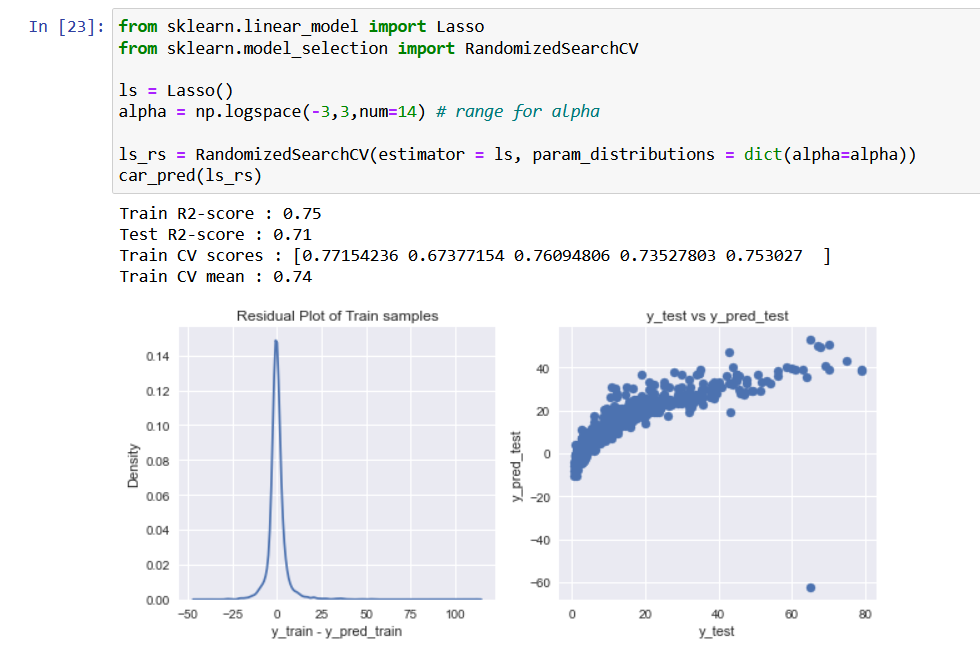 In [23]:
from sklearn.linear_model import Lasso
from sklearn.model_selection import RandomizedSearchCV
ls = Lasso()
alpha = np.logspace(-3,3,num=14) # range for alpha
ls_rs = RandomizedSearchCV(estimator = ls, param_distributions = dict(alpha=alpha))
car_pred(ls_rs)
Train R2-score : 0.75
Test R2-score : 0.71
Train CV scores : [0.77154236 0.67377154 0.76094806 0.73527803 0.753027  ]
Train CV mean : 0.74
Residual Plot of Train samples
Density
0.14
0.12
0.10
0.08
0.06
0.04
0.02
0.00
−50 −25 0 25 50 75 100
y_train - y_pred_train
y_test vs y_pred_test
y_pred_test
40
20
0
−20
−40
−60
0 20 40 60 80
y_test